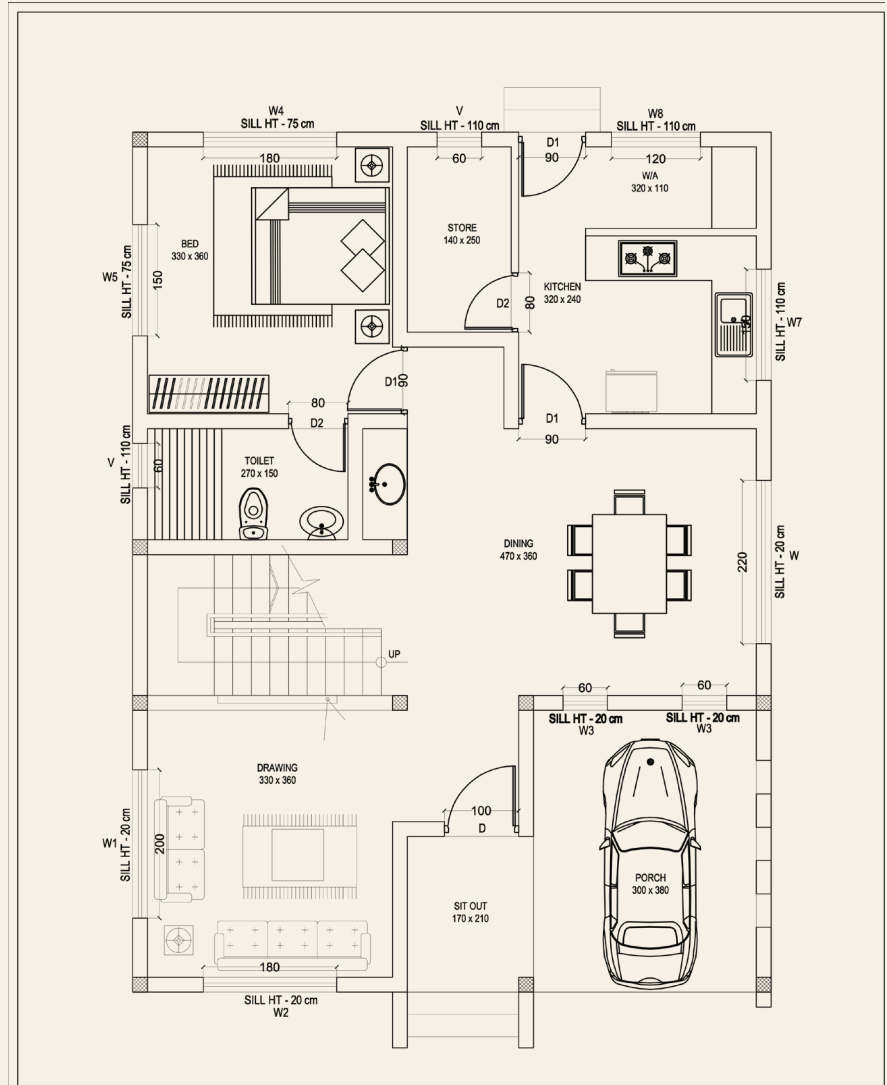 W4
SILL HT - 75 cm
180
V
SILL HT - 110 cm
60
D1
90
W8
SILL HT - 110 cm
120
W/A
320 x 110
BED
330 x 360
STORE
140 x 250
W5
SILL HT - 75 cm
150
D2
80
KITCHEN
320 x 240
150
SILL HT - 110 cm
W7
D1
90
80
D2
D1
90
V
SILL HT - 110 cm
60
TOILET
270 x 150
DINING
470 x 360
220
SILL HT - 20 cm
W
UP
60
SILL HT - 20 cm
W3
60
SILL HT - 20 cm
W3
DRAWING
330 x 360
W1
SILL HT - 20 cm
200
100
D
SIT OUT
170 x 210
PORCH
300 x 380
180
SILL HT - 20 cm
W2